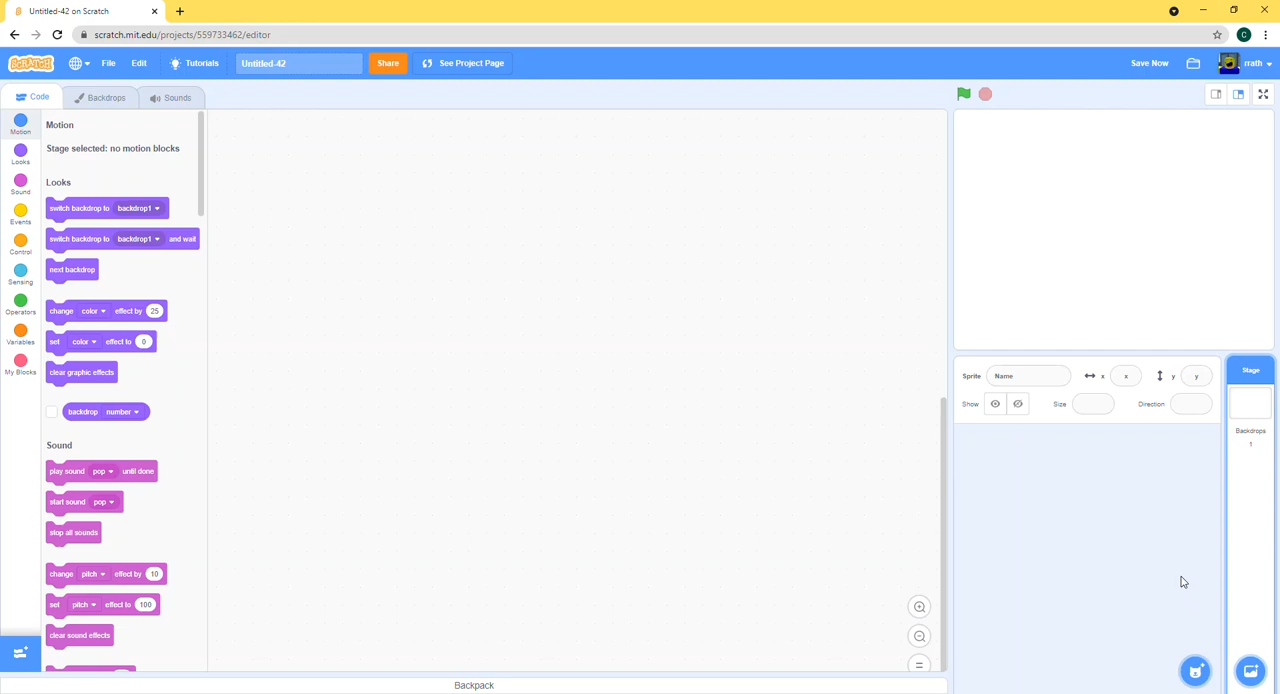 Untitled-42 on Scratch
scratch.mit.edu/projects/559733462/editor
C
SCRATCH
File
Edit
Tutorials
Untitled-42
Share
See Project Page
Save Now
rrath
Code
Backdrops
Sounds
Motion
Looks
Sound
Events
Control
Sensing
Operators
Variables
My Blocks
Motion
Stage selected: no motion blocks
Looks
switch backdrop to backdrop1
switch backdrop to backdrop1 and wait
next backdrop
change color effect by 25
set color effect to 0
clear graphic effects
backdrop number
Sound
play sound pop until done
start sound pop
stop all sounds
change pitch effect by 10
set pitch effect to 100
clear sound effects
Backpack
Sprite Name x x y y
Show Size Direction
Stage
Backdrops
1